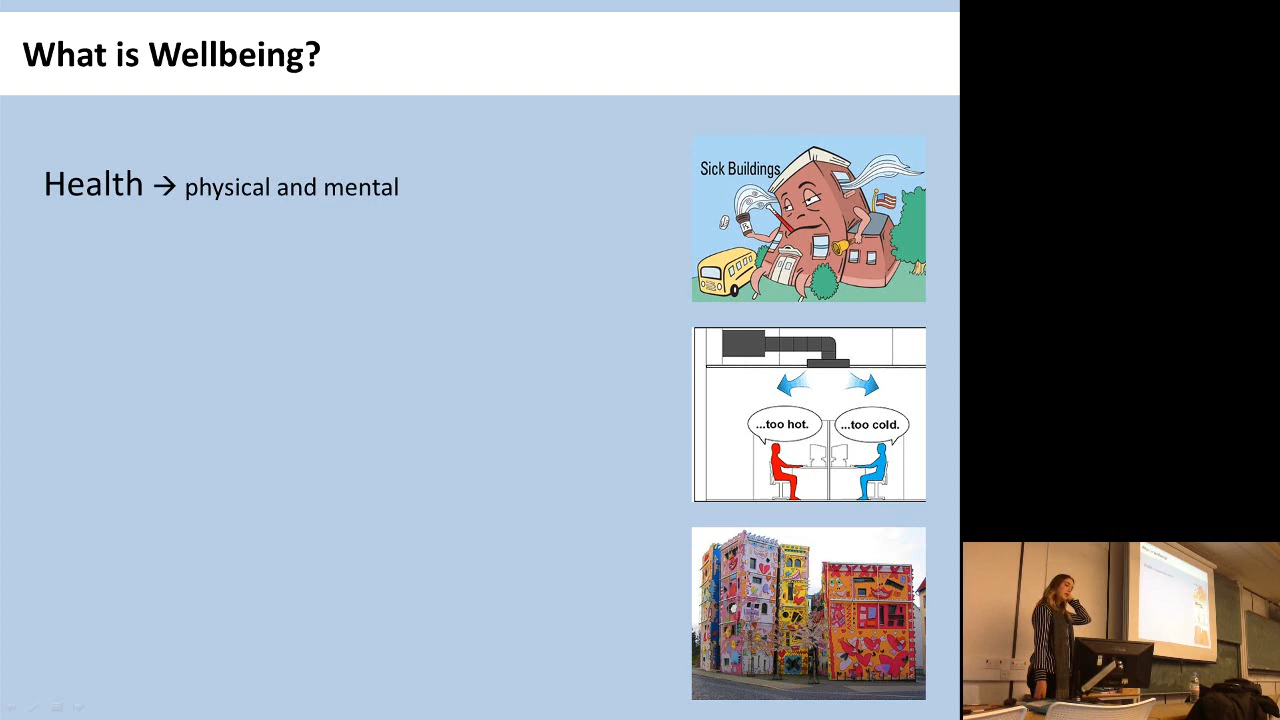 What is Wellbeing?
Health → physical and mental
Sick Buildings
...too hot.
...too cold.